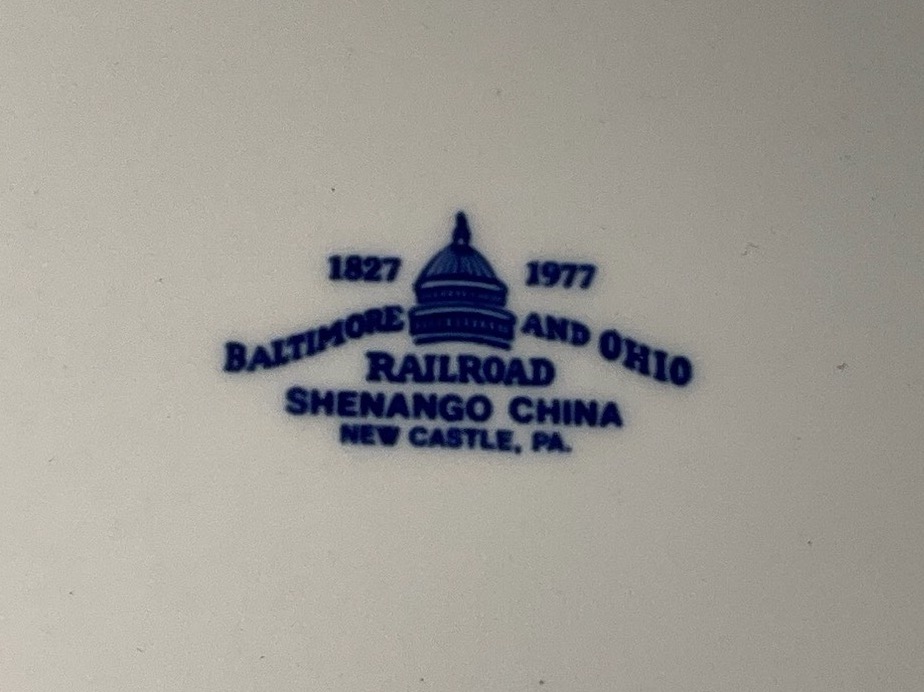 1827 1977
BALTIMORE AND OHIO
RAILROAD
SHENANGO CHINA
NEW CASTLE, PA.